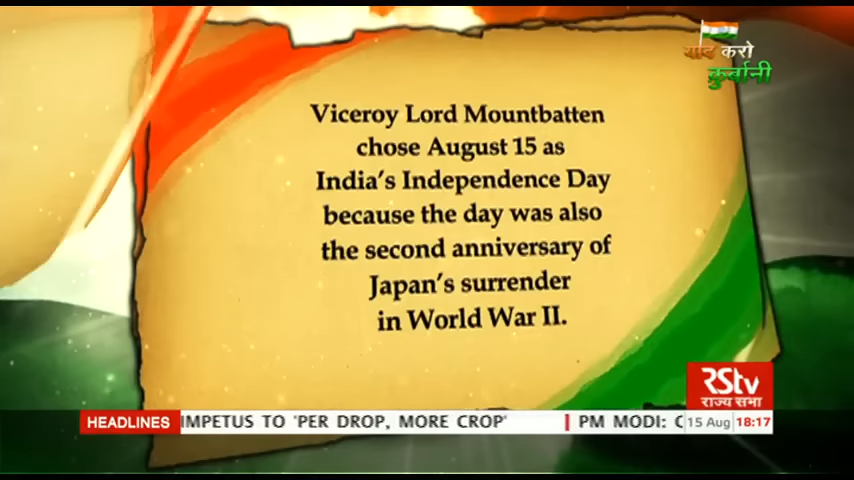 याद करो
क़ुर्बानी
Viceroy Lord Mountbatten
chose August 15 as
India's Independence Day
because the day was also
the second anniversary of
Japan's surrender
in World War II.
RSTV
राज्य सभा
HEADLINES IMPETUS TO 'PER DROP, MORE CROP' PM MODI: C 15 Aug 18:17